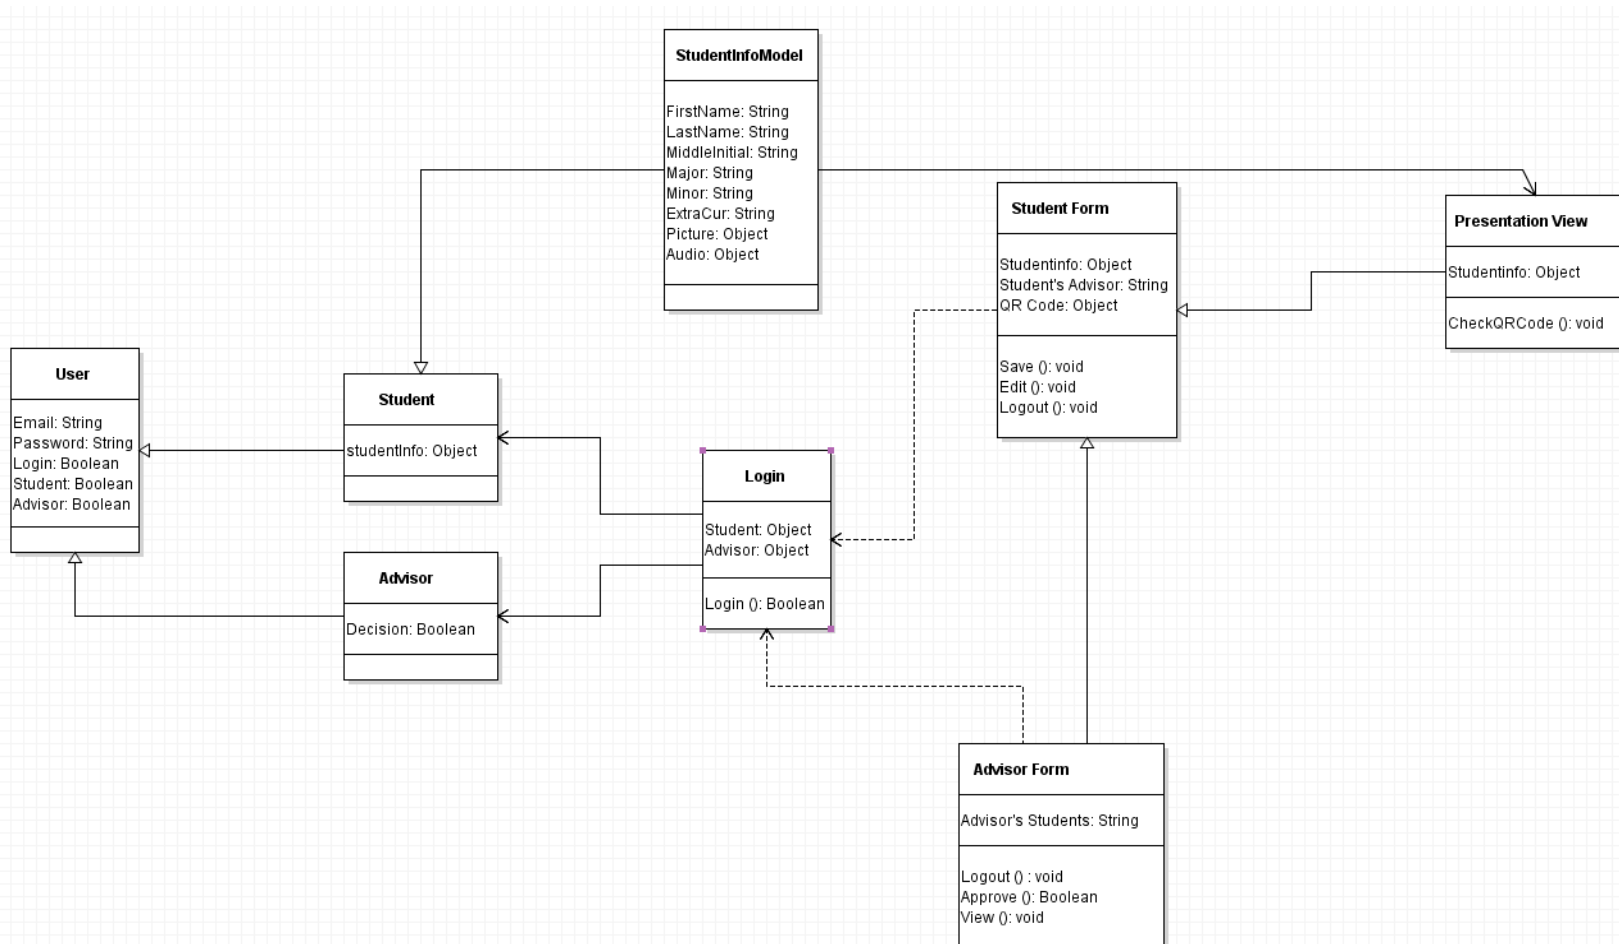 StudentInfoModel
FirstName: String
LastName: String
MiddleInitial: String
Major: String
Minor: String
ExtraCur: String
Picture: Object
Audio: Object
Student Form
Studentinfo: Object
Student's Advisor: String
QR Code: Object
Save (): void
Edit (): void
Logout (): void
Presentation View
Studentinfo: Object
CheckQRCode (): void
User
Email: String
Password: String
Login: Boolean
Student: Boolean
Advisor: Boolean
Student
studentInfo: Object
Login
Student: Object
Advisor: Object
Login (): Boolean
Advisor
Decision: Boolean
Advisor Form
Advisor's Students: String
Logout () : void
Approve (): Boolean
View (): void